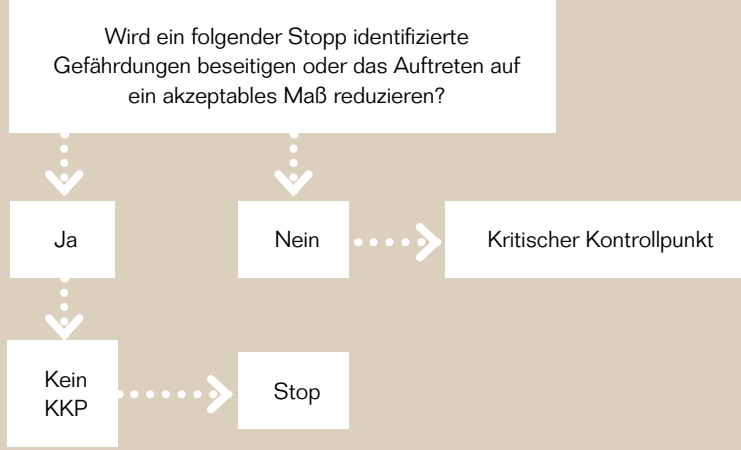 Wird ein folgender Stopp identifizierte
Gefährdungen beseitigen oder das Auftreten auf
ein akzeptables Maß reduzieren?
Ja
Nein
Kritischer Kontrollpunkt
Kein
KKP
Stop